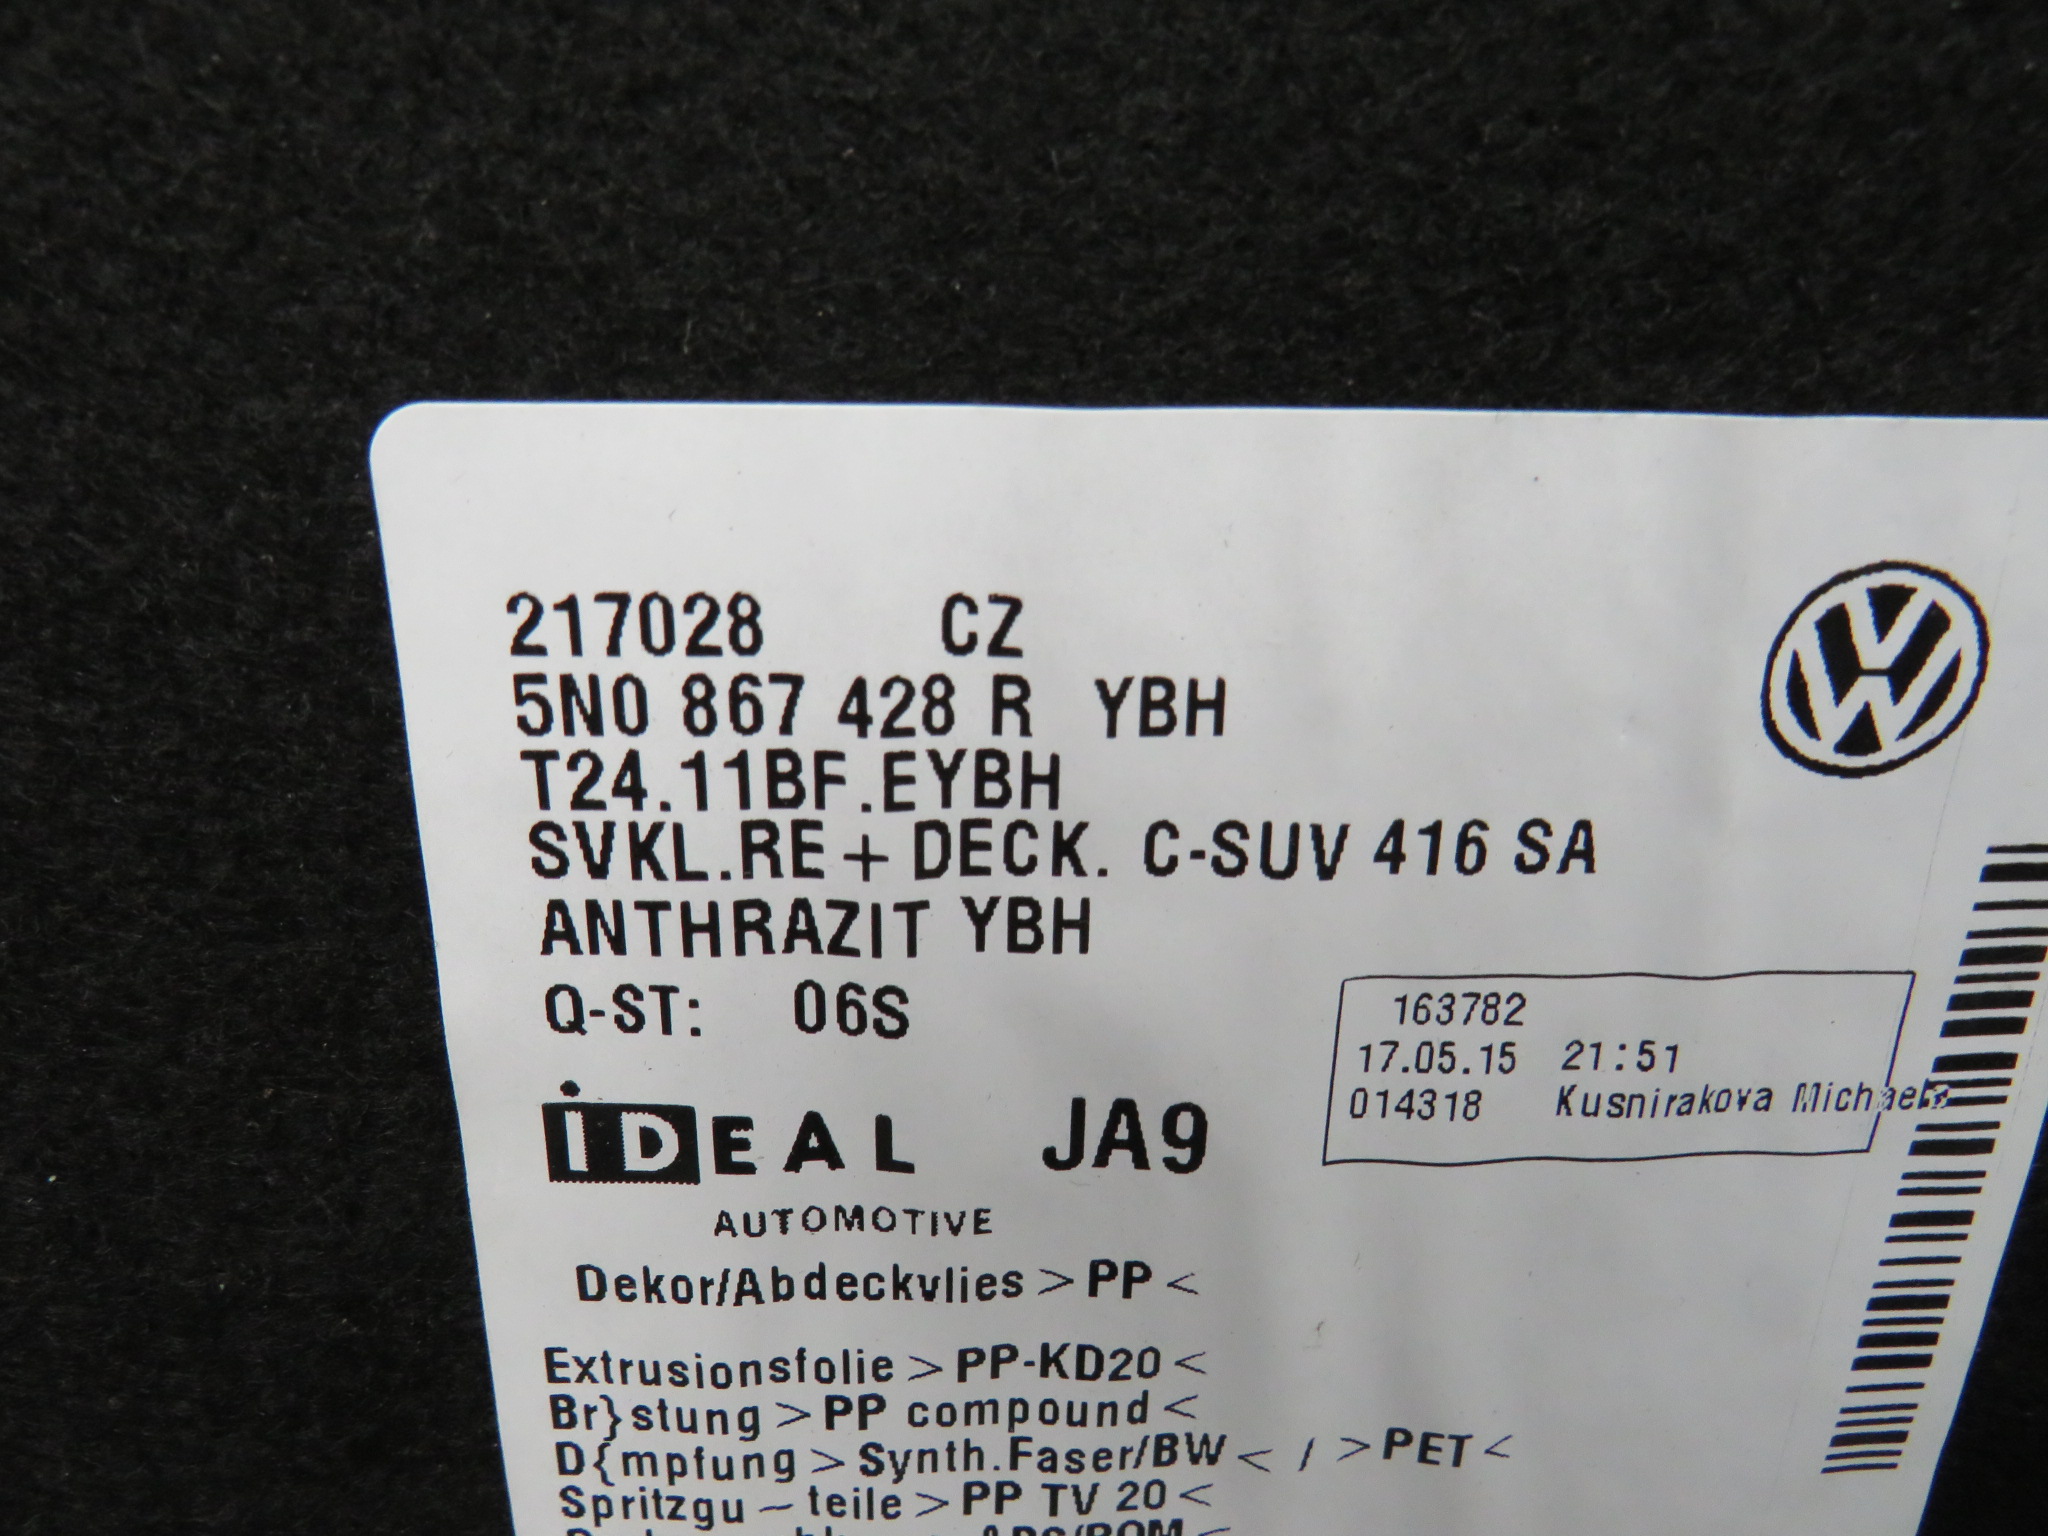 217028 CZ
5N0 867 428 R YBH
T24.11BF.EYBH
SVKL.RE+DECK. C-SUV 416 SA
ANTHRAZIT YBH
Q-ST: 06S
163782
17.05.15 21:51
014318 Kusnirakova Michaela
iDEAL JA9
AUTOMOTIVE
Dekor/Abdeckvlies >PP<
Extrusionsfolie >PP-KD20<
Br}stung >PP compound<
D{mpfung >Synth.Faser/BW< / >PET<
Spritzgu~teile >PP TV 20<